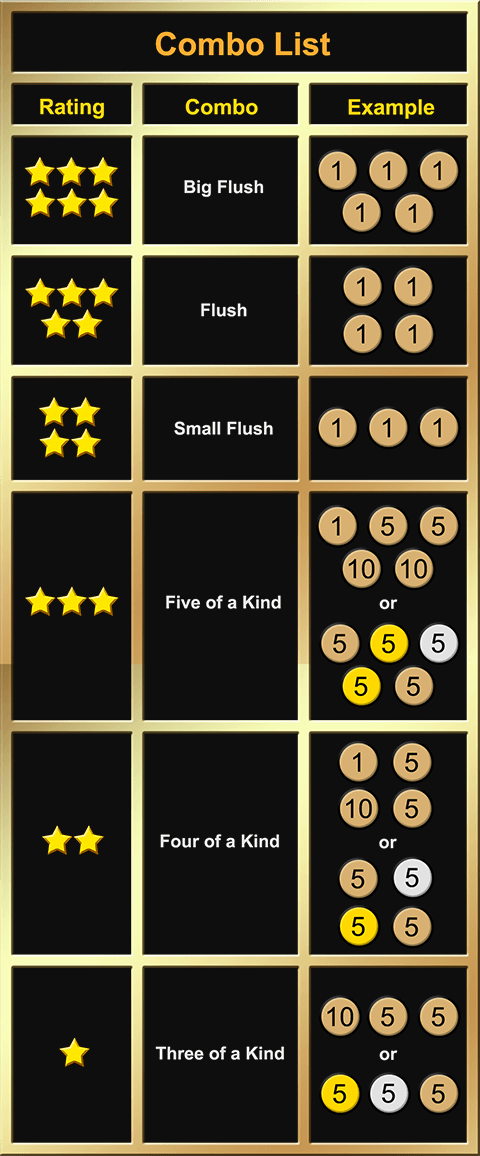 Combo List
Rating Combo Example
1 1 1
Big Flush
1 1
1 1
Flush
1 1
Small Flush 1 1 1
1 5 5
10 10
Five of a Kind or
5 5 5
5 5
1 5
10 5
Four of a Kind or
5 5
5 5
10 5 5
Three of a Kind or
5 5 5